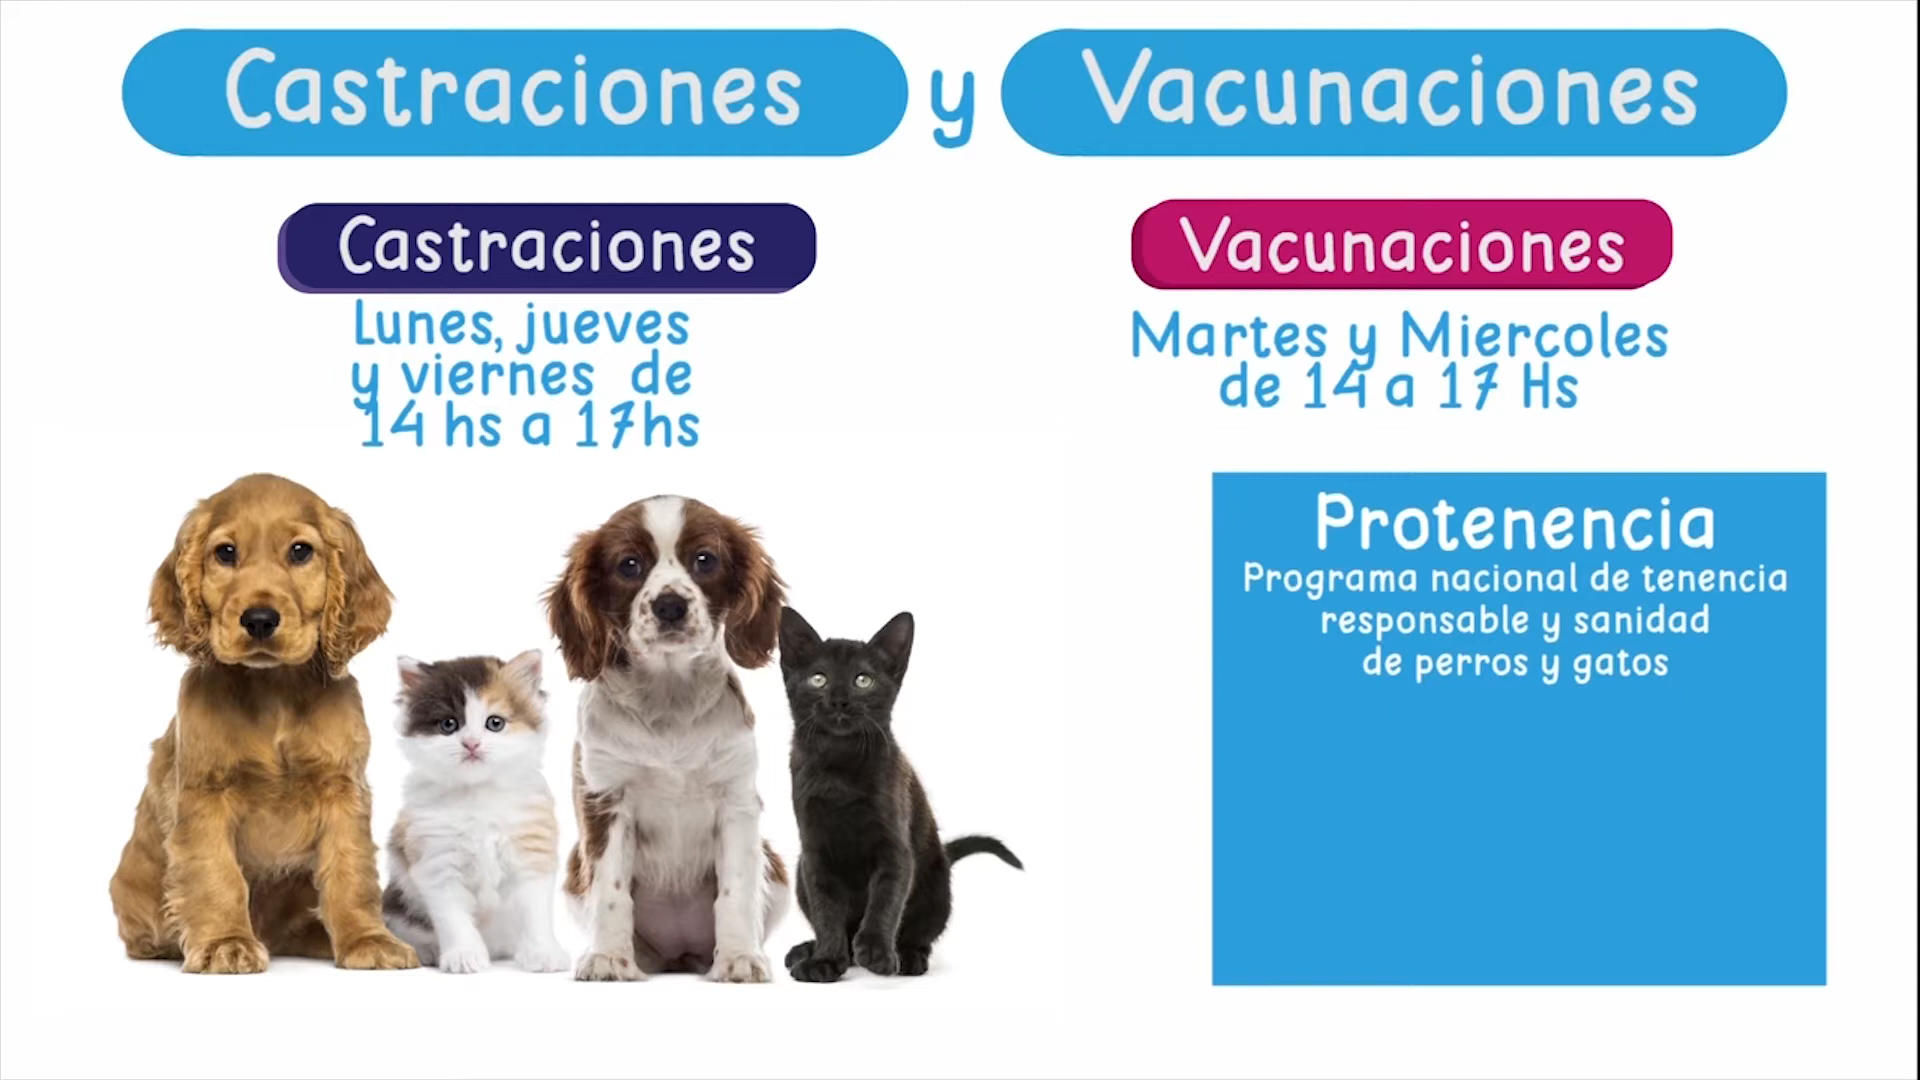 Castraciones y Vacunaciones
Castraciones
Lunes, jueves
y viernes de
14 hs a 17hs
Vacunaciones
Martes y Miercoles
de 14 a 17 Hs
Protenencia
Programa nacional de tenencia
responsable y sanidad
de perros y gatos